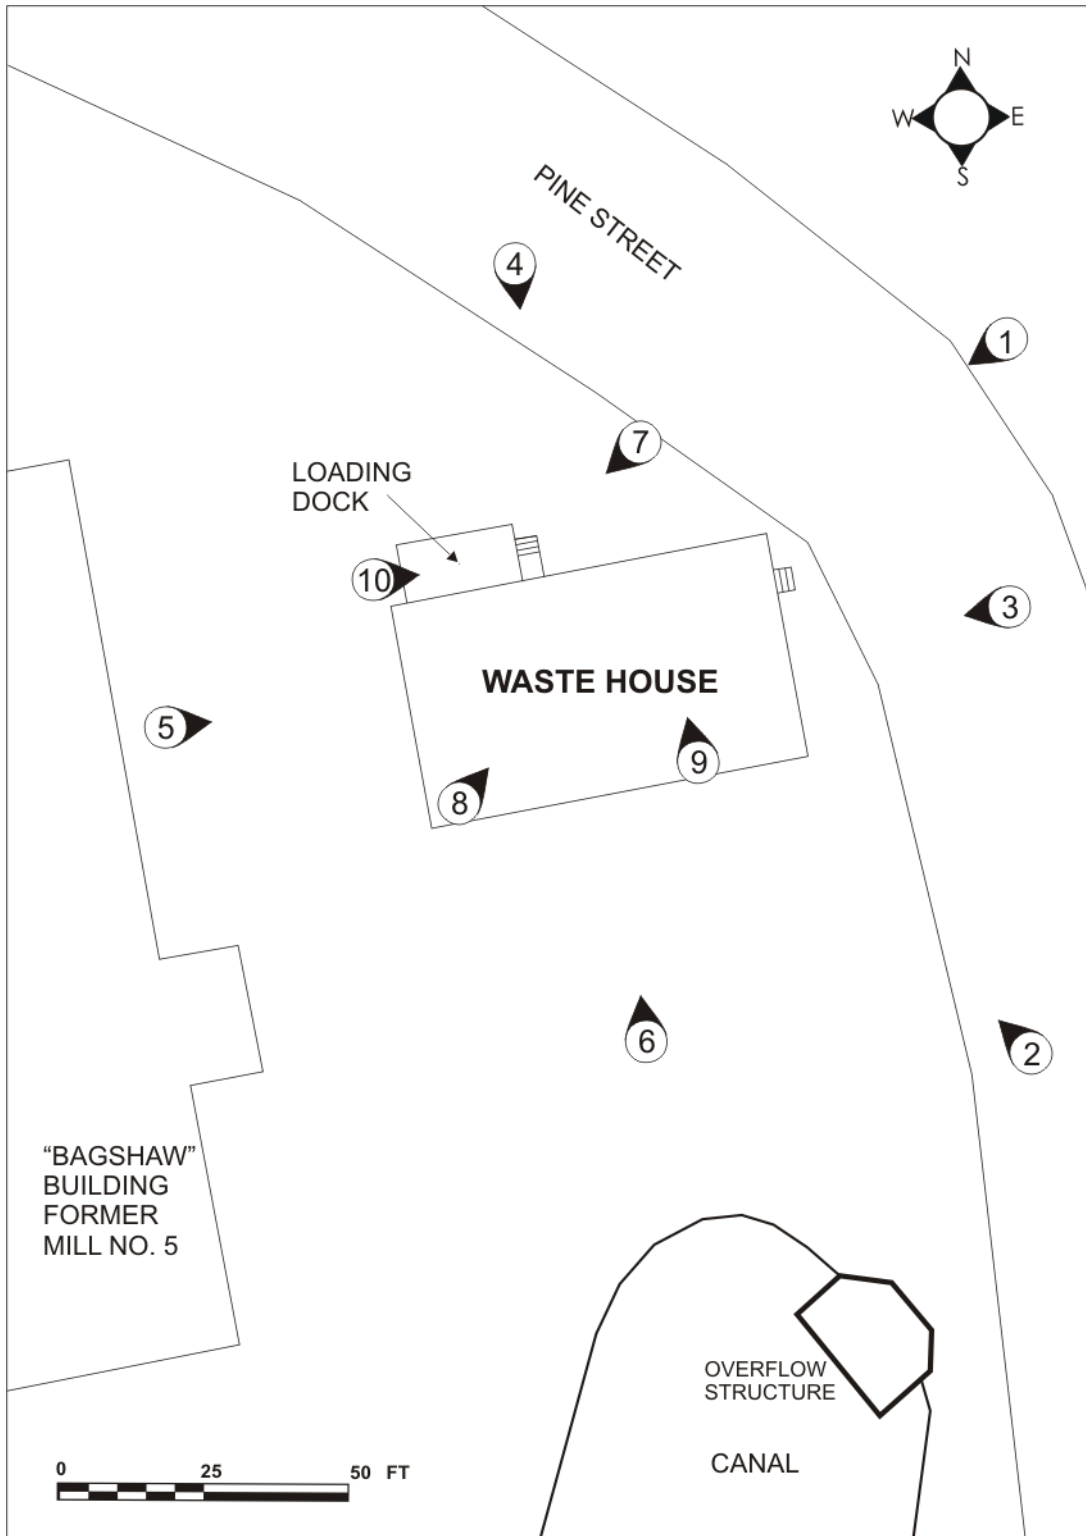 N
W E
S
PINE STREET
4
1
7
LOADING
DOCK
10
3
WASTE HOUSE
5
9
8
6
2
“BAGSHAW”
BUILDING
FORMER
MILL NO. 5
OVERFLOW
STRUCTURE
CANAL
0 25 50 FT